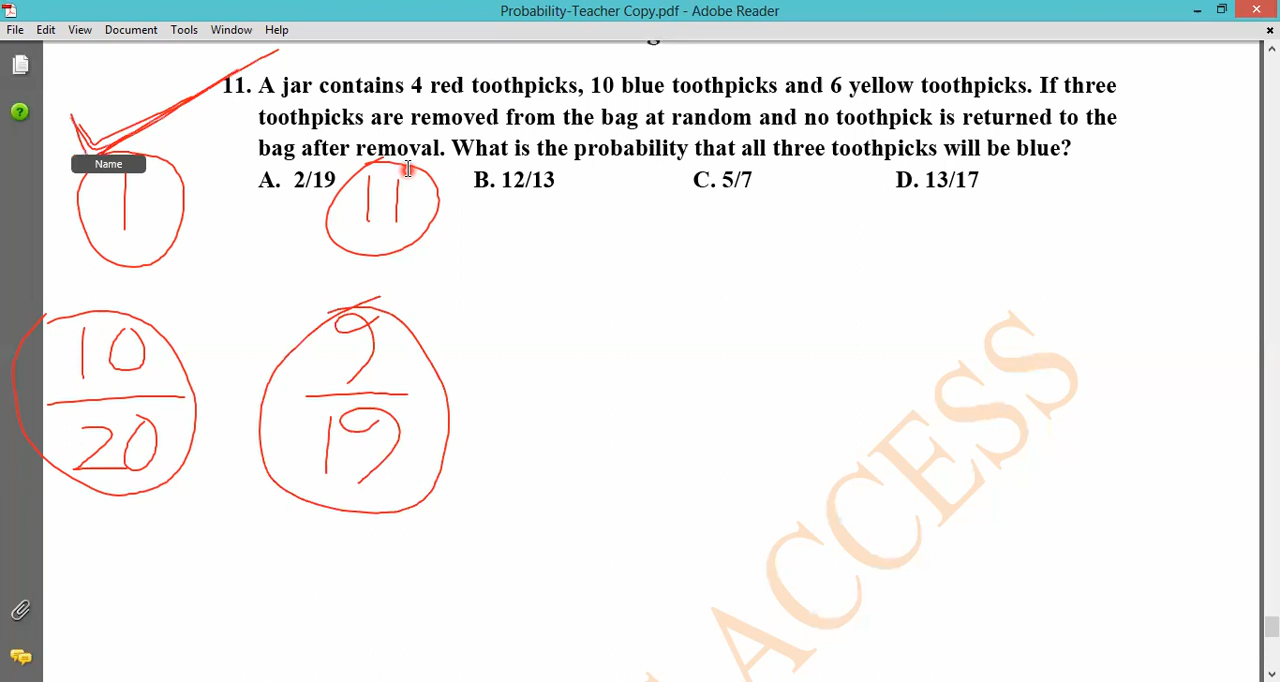 Probability-Teacher Copy.pdf - Adobe Reader
File Edit View Document Tools Window Help
11. A jar contains 4 red toothpicks, 10 blue toothpicks and 6 yellow toothpicks. If three
toothpicks are removed from the bag at random and no toothpick is returned to the
bag after removal. What is the probability that all three toothpicks will be blue?
Name
A. 2/19 B. 12/13 C. 5/7 D. 13/17
I II
10 9
20 19
ACCESS